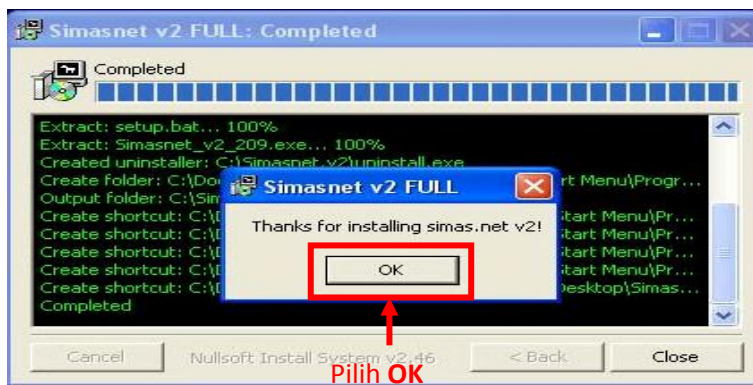 Simasnet v2 FULL: Completed
Completed
Extract: setup.bat... 100%
Extract: Simasnet_v2_209.exe... 100%
Created uninstaller: C:\Simasnet.v2\uninstall.exe
Create folder: C:\Do rt Menu\Progr...
Output folder: C:\Sim
Create shortcut: C:\D Start Menu\Pr...
Create shortcut: C:\D Start Menu\Pr...
Create shortcut: C:\D Start Menu\Pr...
Create shortcut: C:\D Start Menu\Pr...
Create shortcut: C:\D Desktop\Simas...
Completed
Simasnet v2 FULL
Thanks for installing simas.net v2!
OK
Cancel
Nullsoft Install System v2.46
< Back
Close
Pilih OK